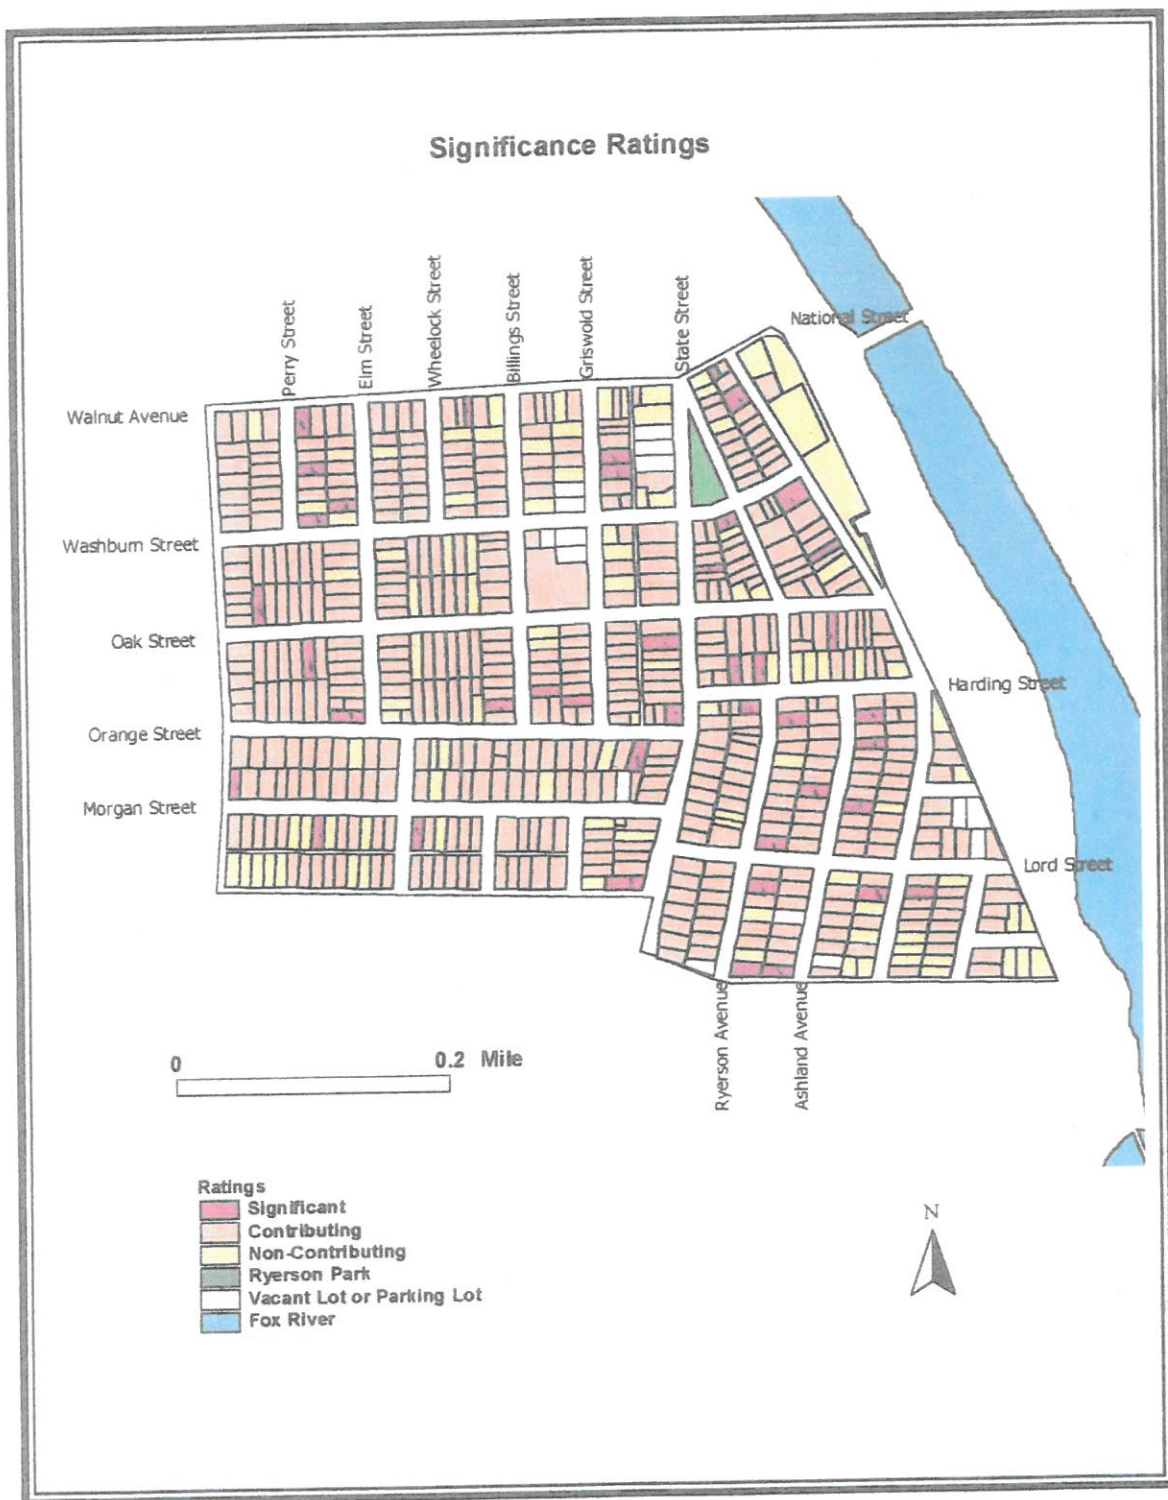 Significance Ratings
Perry Street
Elm Street
Wheelock Street
Billings Street
Griswold Street
State Street
National Street
Walnut Avenue
Washburn Street
Oak Street
Harding Street
Orange Street
Morgan Street
Lord Street
Ryerson Avenue
Ashland Avenue
0 0.2 Mile
Ratings
Significant
Contributing
Non-Contributing
Ryerson Park
Vacant Lot or Parking Lot
Fox River
N